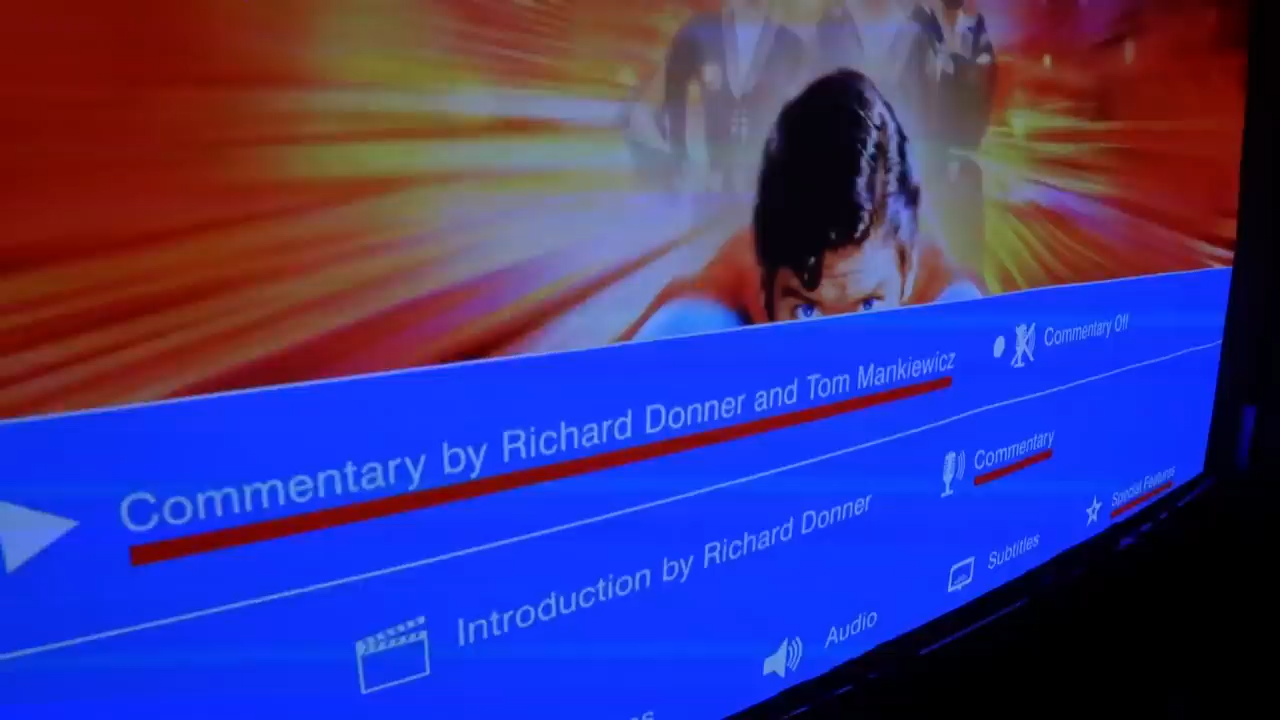 Commentary by Richard Donner and Tom Mankiewicz
Commentary Off
Introduction by Richard Donner
Commentary
Audio
Subtitles
Special Features